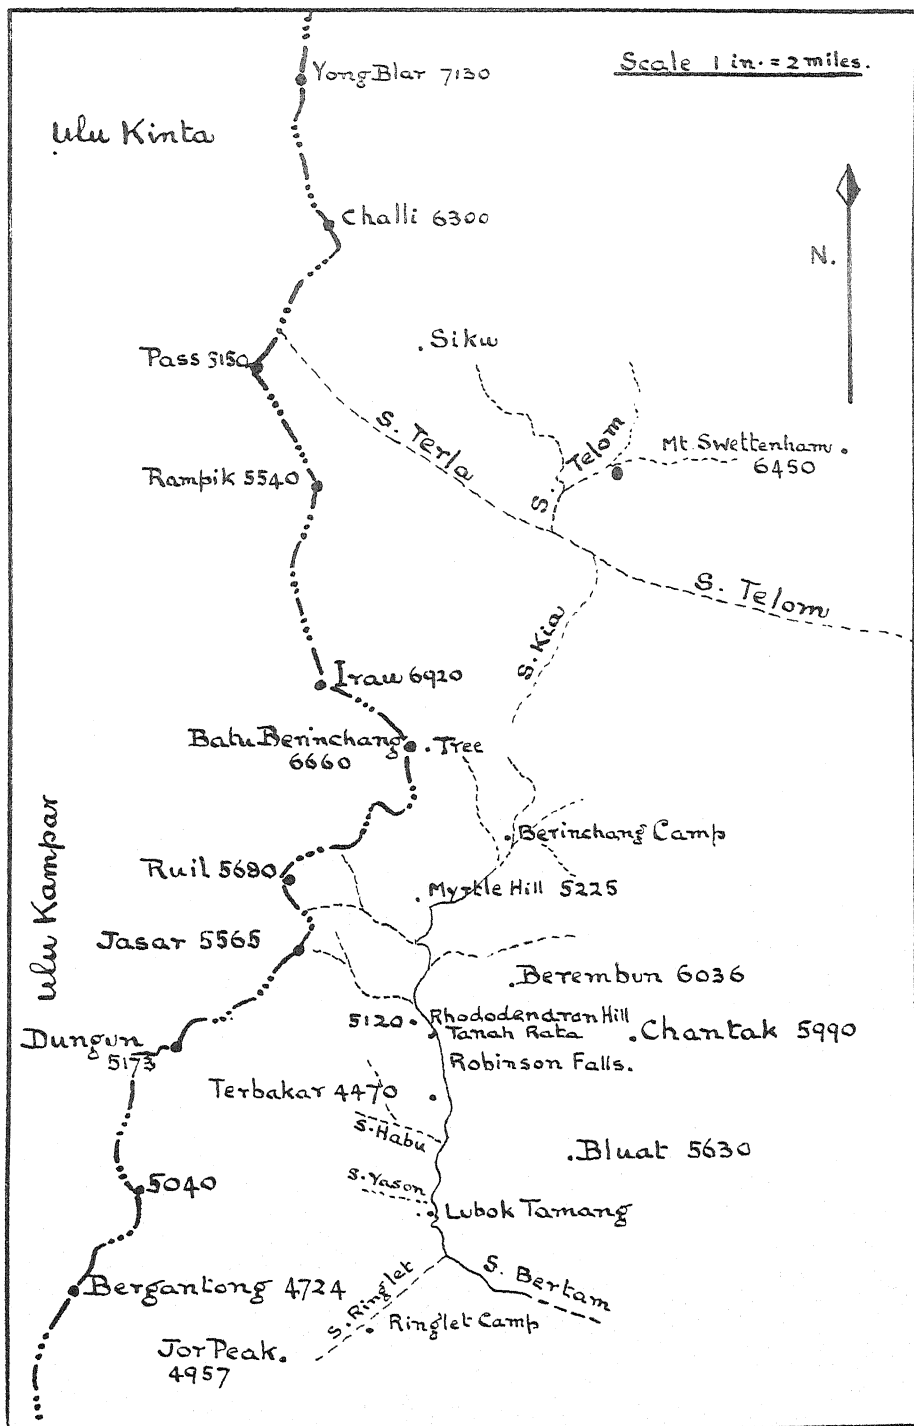 Scale 1 in. = 2 miles.
Yong Blar 7130
Ulu Kinta
Challi 6300
N.
Siku
Pass 5150
S. Terla
S. Telom
Mt. Swettenham
6450
Rampik 5540
S. Telom
S. Kia
Irau 6920
Batu Berinchang
6660
Tree
Ulu Kampar
Berinchang Camp
Ruil 5680
Myrtle Hill 5225
Jasar 5565
Berembun 6036
5120
Rhododendron Hill
Tanah Rata
Chantak 5990
Dungun
5173
Robinson Falls.
Terbakar 4470
S. Habu
Bluat 5630
S. Yason
5040
Lubok Tamang
S. Bertam
Bergantong 4724
S. Ringlet
Ringlet Camp
Jor Peak.
4957